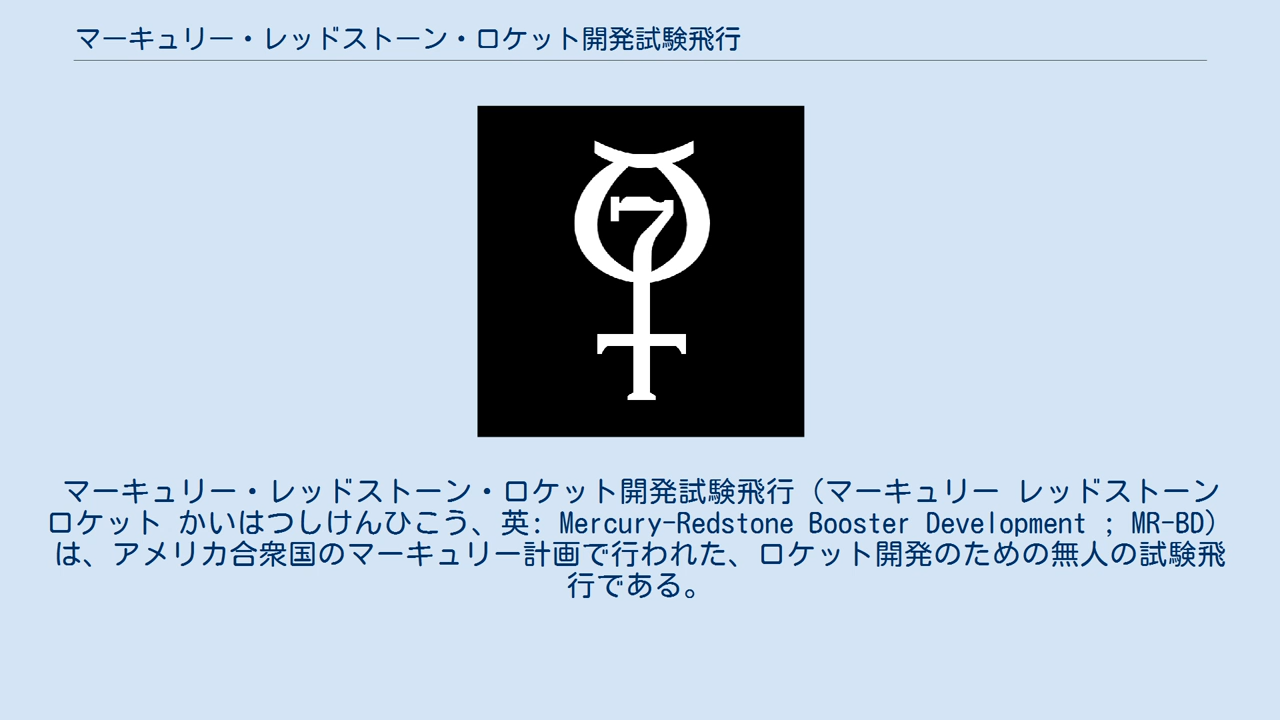 マーキュリー・レッドストーン・ロケット開発試験飛行
7
マーキュリー・レッドストーン・ロケット開発試験飛行（マーキュリー レッドストーン
ロケット かいはつしけんひこう、英: Mercury-Redstone Booster Development ; MR-BD）
は、アメリカ合衆国のマーキュリー計画で行われた、ロケット開発のための無人の試験飛
行である。